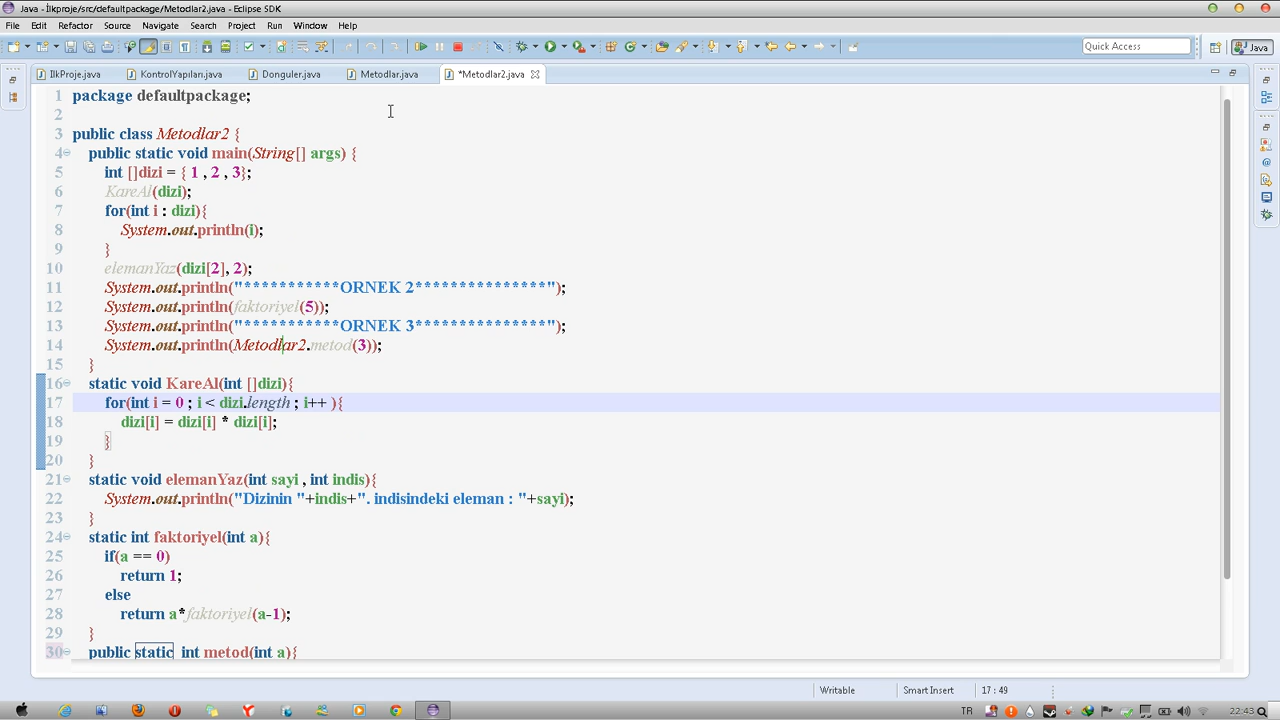 Java - İlkproje/src/defaultpackage/Metodlar2.java - Eclipse SDK
File Edit Refactor Source Navigate Search Project Run Window Help
Quick Access
Java
IlkProje.java KontrolYapıları.java Donguler.java Metodlar.java *Metodlar2.java
1 package defaultpackage;
2
3 public class Metodlar2 {
4 public static void main(String[] args) {
5 int []dizi = { 1 , 2 , 3};
6 KareAl(dizi);
7 for(int i : dizi){
8 System.out.println(i);
9 }
10 elemanYaz(dizi[2], 2);
11 System.out.println("***********ORNEK 2***************");
12 System.out.println(faktoriyel(5));
13 System.out.println("***********ORNEK 3***************");
14 System.out.println(Metodlar2.metod(3));
15 }
16 static void KareAl(int []dizi){
17 for(int i = 0 ; i < dizi.length ; i++ ){
18 dizi[i] = dizi[i] * dizi[i];
19 }
20 }
21 static void elemanYaz(int sayi , int indis){
22 System.out.println("Dizinin "+indis+". indisindeki eleman : "+sayi);
23 }
24 static int faktoriyel(int a){
25 if(a == 0)
26 return 1;
27 else
28 return a*faktoriyel(a-1);
29 }
30 public static int metod(int a){
Writable Smart Insert 17 : 49
TR 22:43